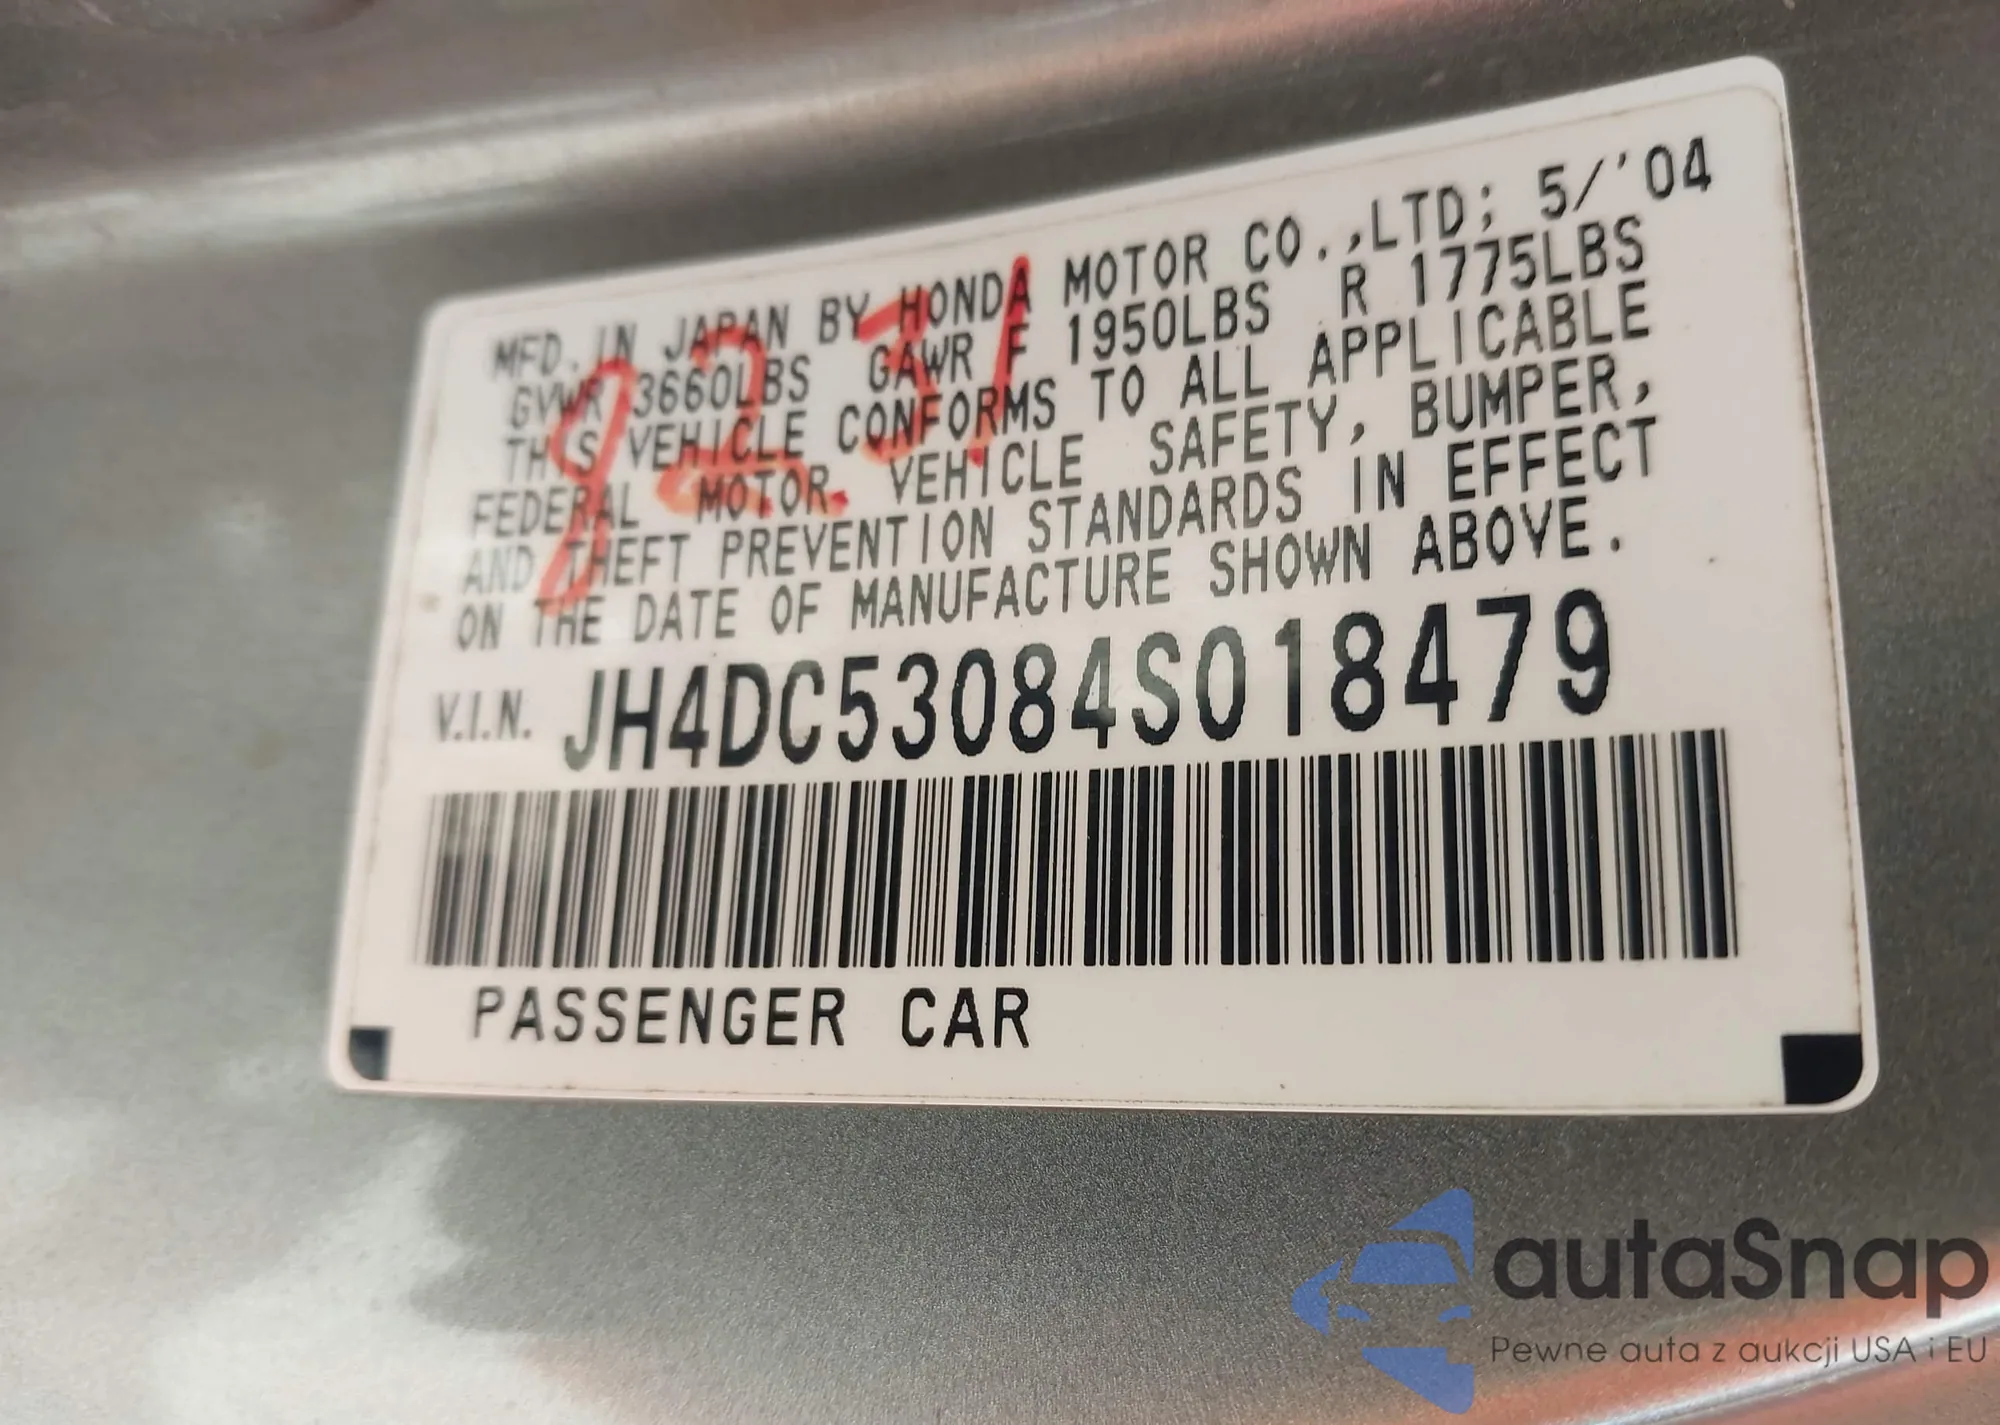 MFD. IN JAPAN BY HONDA MOTOR CO.,LTD; 5/'04
GVWR 3660LBS GAWR F 1950LBS R 1775LBS
THIS VEHICLE CONFORMS TO ALL APPLICABLE
FEDERAL MOTOR VEHICLE SAFETY, BUMPER,
AND THEFT PREVENTION STANDARDS IN EFFECT
ON THE DATE OF MANUFACTURE SHOWN ABOVE.
V.I.N. JH4DC53084S018479
PASSENGER CAR
autaSnap
Pewne auta z aukcji USA i EU